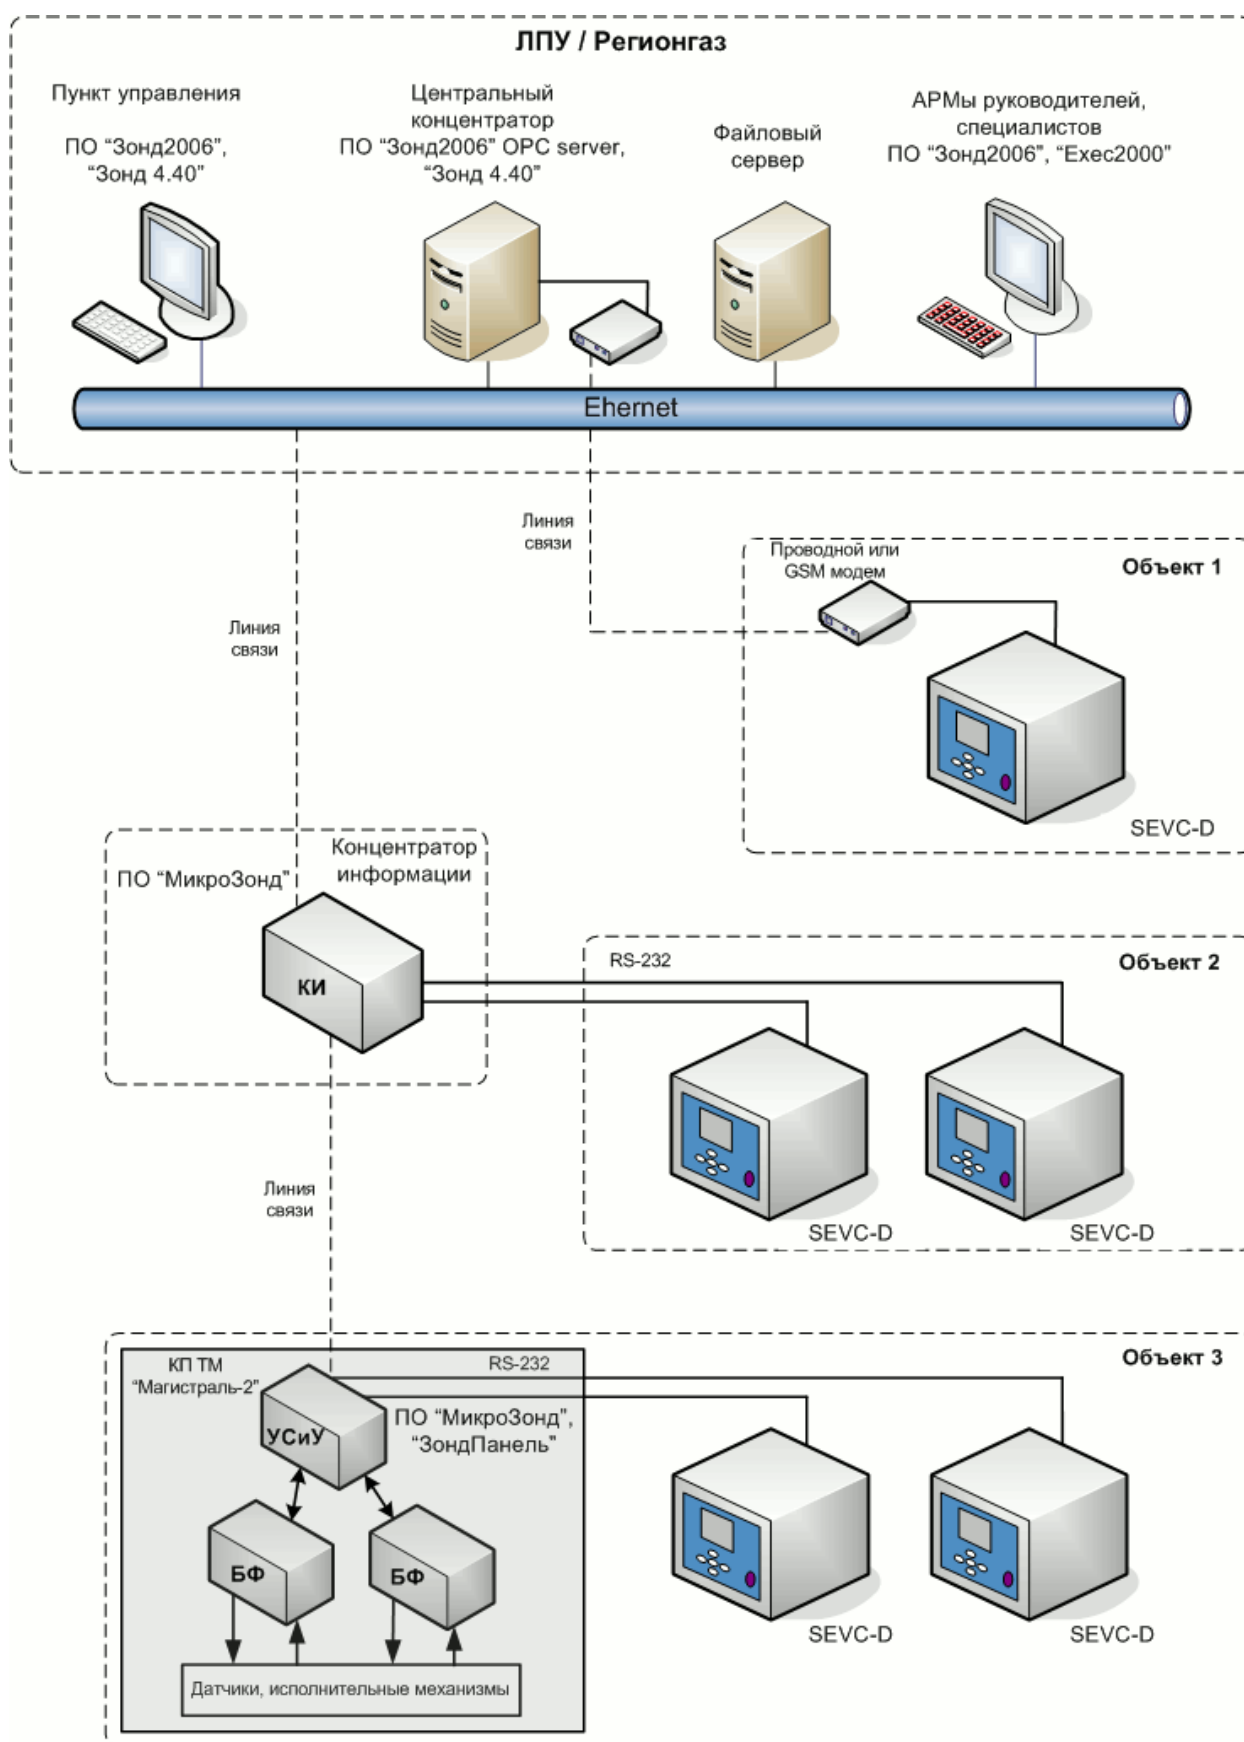 ЛПУ / Регионгаз
Пункт управления
ПО “Зонд2006”,
“Зонд 4.40”
Центральный
концентратор
ПО “Зонд2006” OPC server,
“Зонд 4.40”
Файловый
сервер
АРМы руководителей,
специалистов
ПО “Зонд2006”, “Exec2000”
Ehernet
Линия
связи
Линия
связи
Проводной или
GSM модем
Объект 1
SEVC-D
ПО “МикроЗонд”
Концентратор
информации
КИ
RS-232
Объект 2
SEVC-D
SEVC-D
Линия
связи
Объект 3
КП ТМ
“Магистраль-2”
RS-232
УСиУ
ПО “МикроЗонд”,
“ЗондПанель”
БФ
БФ
Датчики, исполнительные механизмы
SEVC-D
SEVC-D